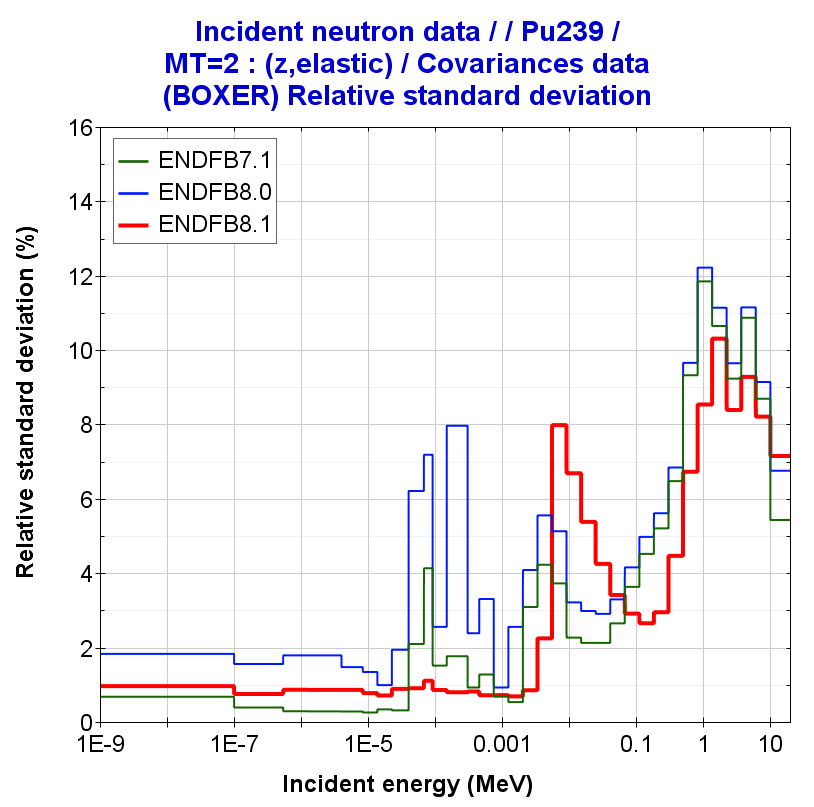 Incident neutron data / / Pu239 /
MT=2 : (z,elastic) / Covariances data
(BOXER) Relative standard deviation
ENDFB7.1
ENDFB8.0
ENDFB8.1
Relative standard deviation (%)
16
14
12
10
8
6
4
2
0
1E-9 1E-7 1E-5 0.001 0.1 1 10
Incident energy (MeV)